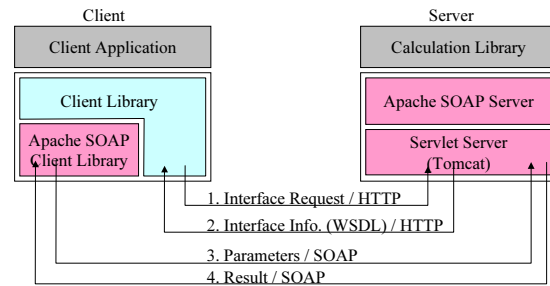 Client
Server
Client Application
Calculation Library
Client Library
Apache SOAP Server
Apache SOAP
Client Library
Servlet Server
(Tomcat)
1. Interface Request / HTTP
2. Interface Info. (WSDL) / HTTP
3. Parameters / SOAP
4. Result / SOAP